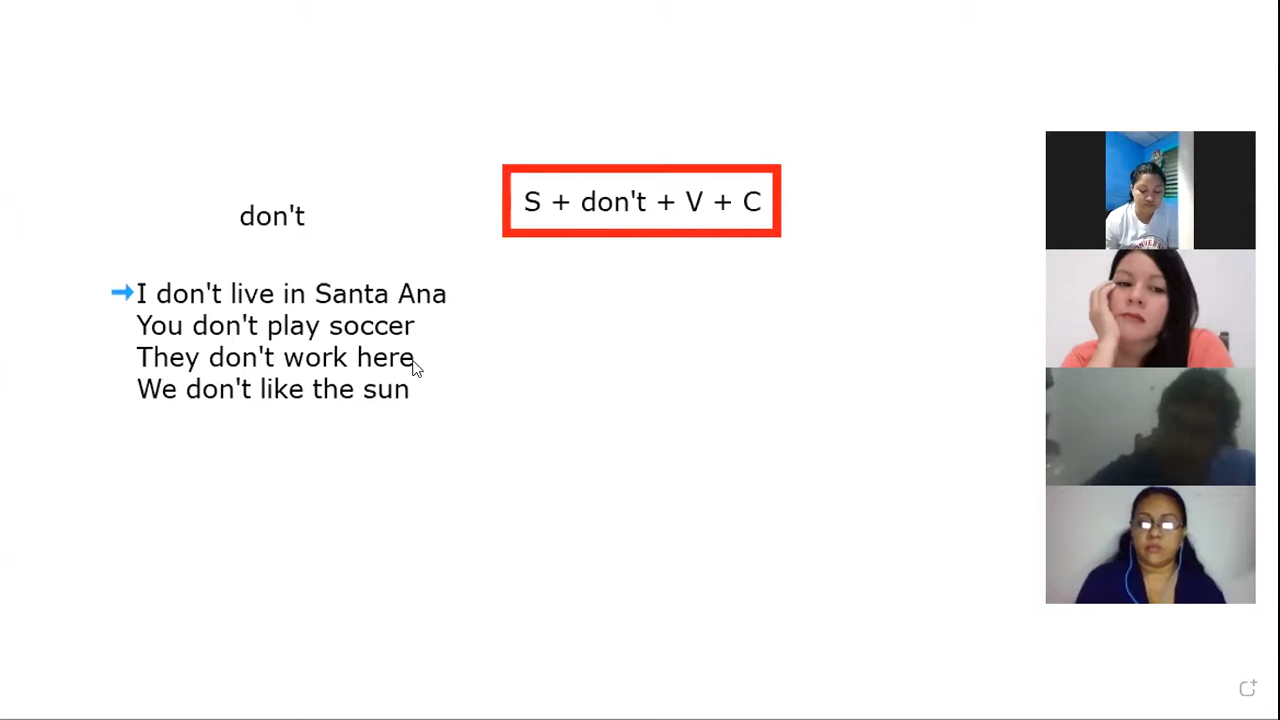 don't
S + don't + V + C
I don't live in Santa Ana
You don't play soccer
They don't work here
We don't like the sun